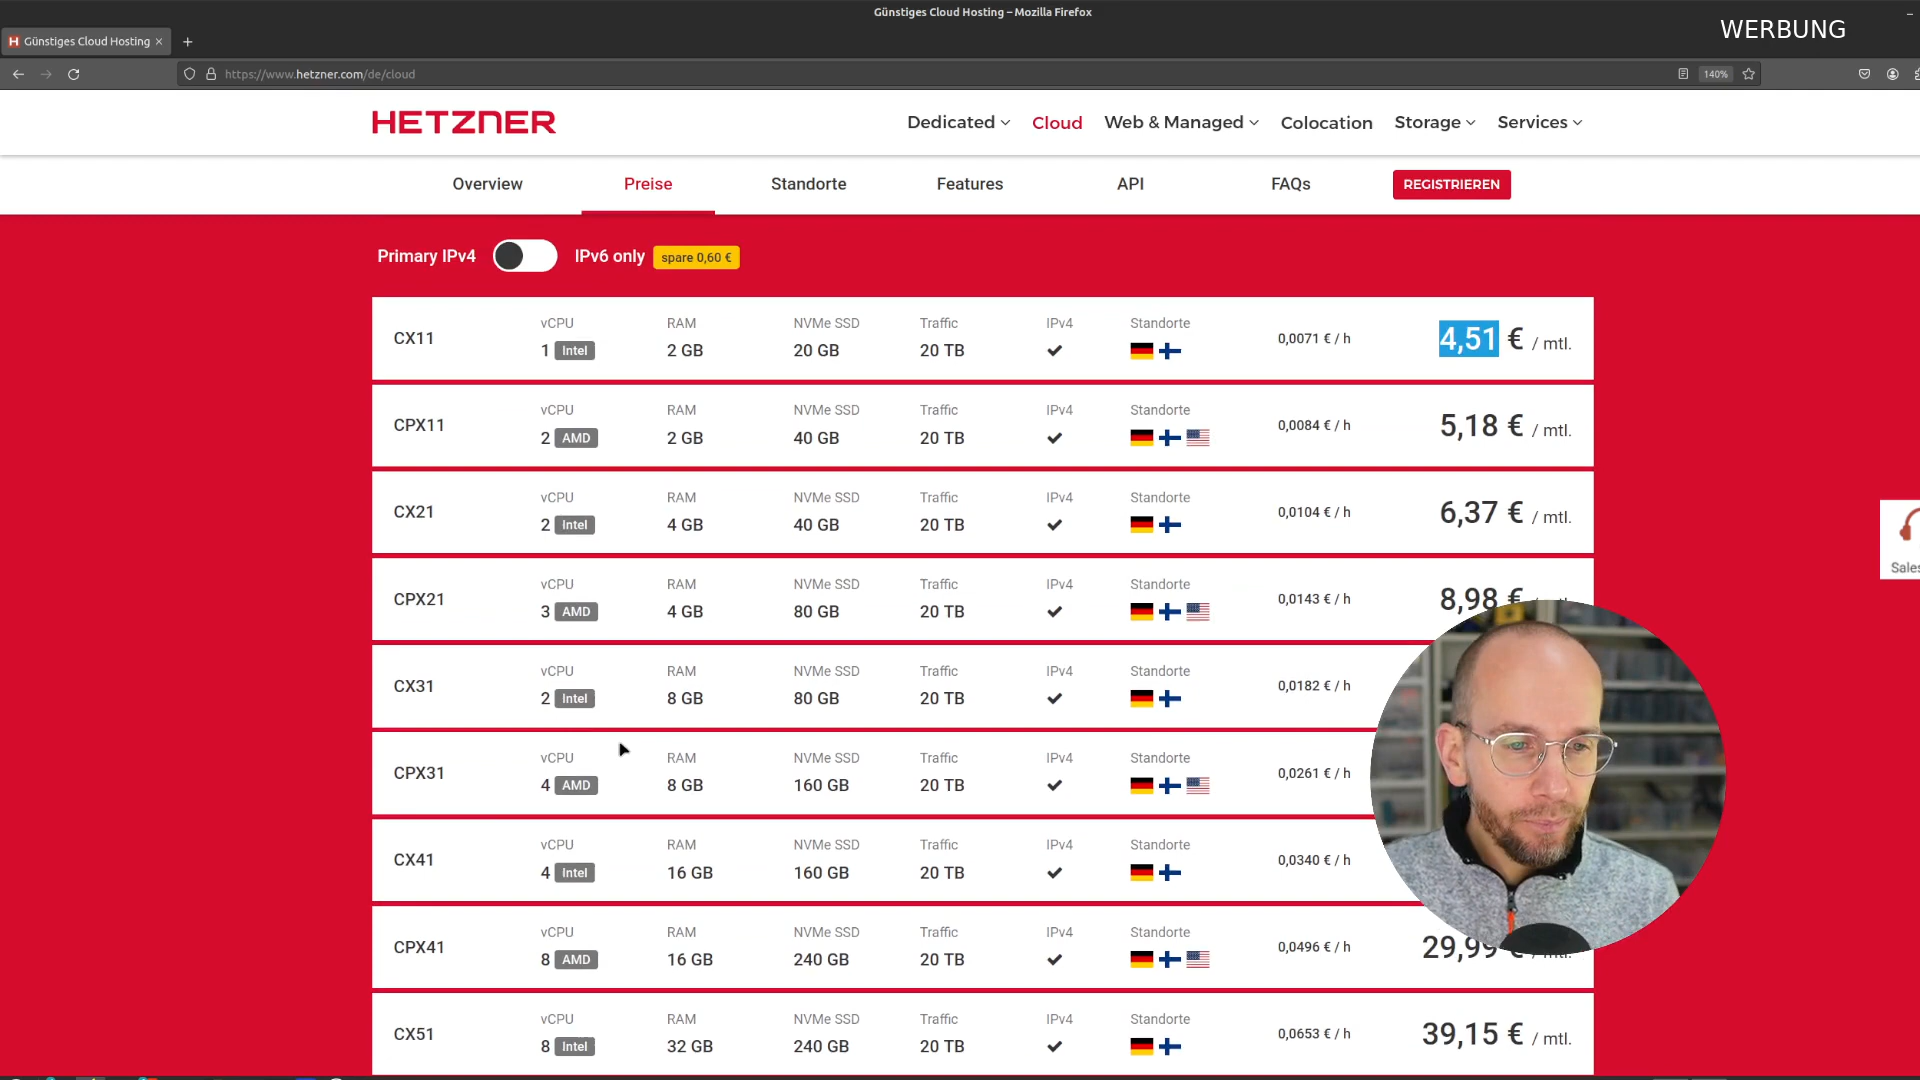 Günstiges Cloud Hosting – Mozilla Firefox
WERBUNG
Günstiges Cloud Hosting
https://www.hetzner.com/de/cloud
140%
HETZNER
Dedicated
Cloud
Web & Managed
Colocation
Storage
Services
Overview
Preise
Standorte
Features
API
FAQs
REGISTRIEREN
Primary IPv4
IPv6 only
spare 0,60 €
CX11
vCPU
1 Intel
RAM
2 GB
NVMe SSD
20 GB
Traffic
20 TB
IPv4
Standorte
0,0071 € / h
4,51 € / mtl.
CPX11
vCPU
2 AMD
RAM
2 GB
NVMe SSD
40 GB
Traffic
20 TB
IPv4
Standorte
0,0084 € / h
5,18 € / mtl.
CX21
vCPU
2 Intel
RAM
4 GB
NVMe SSD
40 GB
Traffic
20 TB
IPv4
Standorte
0,0104 € / h
6,37 € / mtl.
Sales
CPX21
vCPU
3 AMD
RAM
4 GB
NVMe SSD
80 GB
Traffic
20 TB
IPv4
Standorte
0,0143 € / h
8,98 €
CX31
vCPU
2 Intel
RAM
8 GB
NVMe SSD
80 GB
Traffic
20 TB
IPv4
Standorte
0,0182 € / h
CPX31
vCPU
4 AMD
RAM
8 GB
NVMe SSD
160 GB
Traffic
20 TB
IPv4
Standorte
0,0261 € / h
CX41
vCPU
4 Intel
RAM
16 GB
NVMe SSD
160 GB
Traffic
20 TB
IPv4
Standorte
0,0340 € / h
CPX41
vCPU
8 AMD
RAM
16 GB
NVMe SSD
240 GB
Traffic
20 TB
IPv4
Standorte
0,0496 € / h
29,99 € / mtl.
CX51
vCPU
8 Intel
RAM
32 GB
NVMe SSD
240 GB
Traffic
20 TB
IPv4
Standorte
0,0653 € / h
39,15 € / mtl.